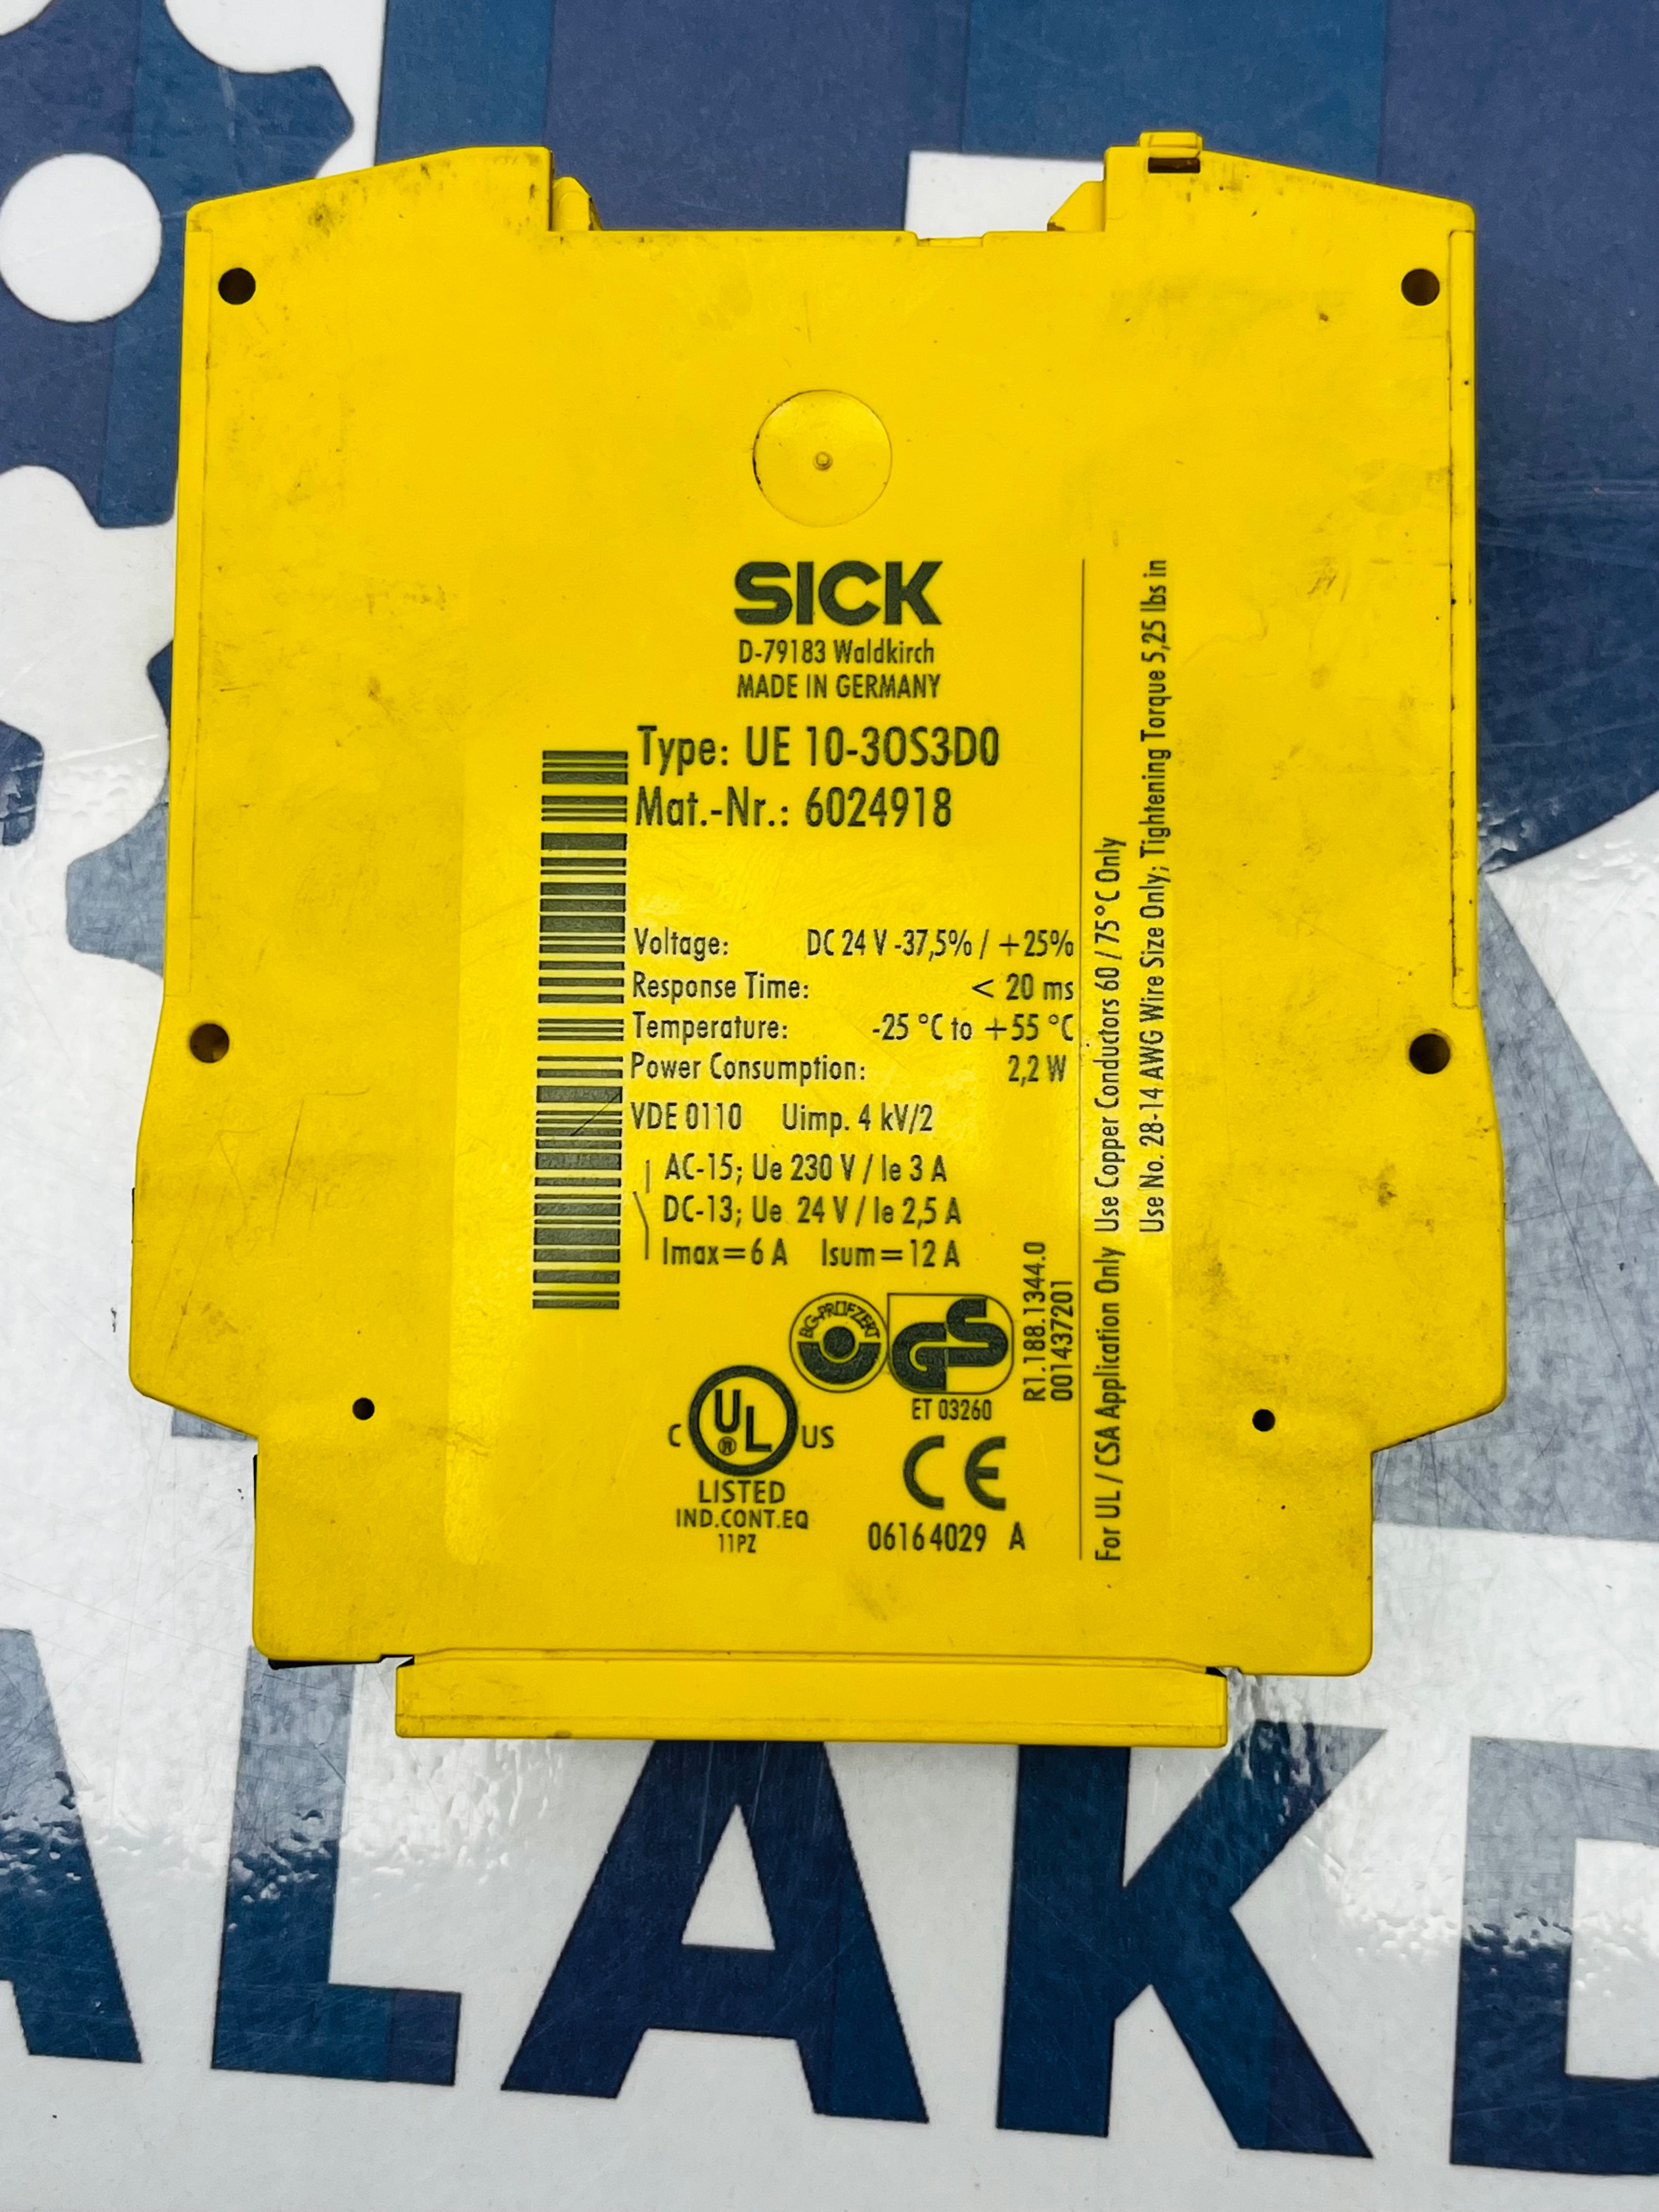 SICK
D-79183 Waldkirch
MADE IN GERMANY
Type: UE 10-3OS3D0
Mat.-Nr.: 6024918
Voltage: DC 24 V -37,5% / +25%
Response Time: < 20 ms
Temperature: -25 °C to +55 °C
Power Consumption: 2,2 W
VDE 0110 Uimp. 4 kV/2
AC-15; Ue 230 V / Ie 3 A
DC-13; Ue 24 V / Ie 2,5 A
Imax=6 A Isum=12 A
BG-PRÜFZERT
GS
ET 03260
R1.188.1344.0
001437201
C UL ® US
LISTED
IND.CONT.EQ
11PZ
CE
06164029 A
For UL / CSA Application Only Use Copper Conductors 60 / 75°C Only
Use No. 28-14 AWG Wire Size Only; Tightening Torque 5,25 lbs in
ALAK